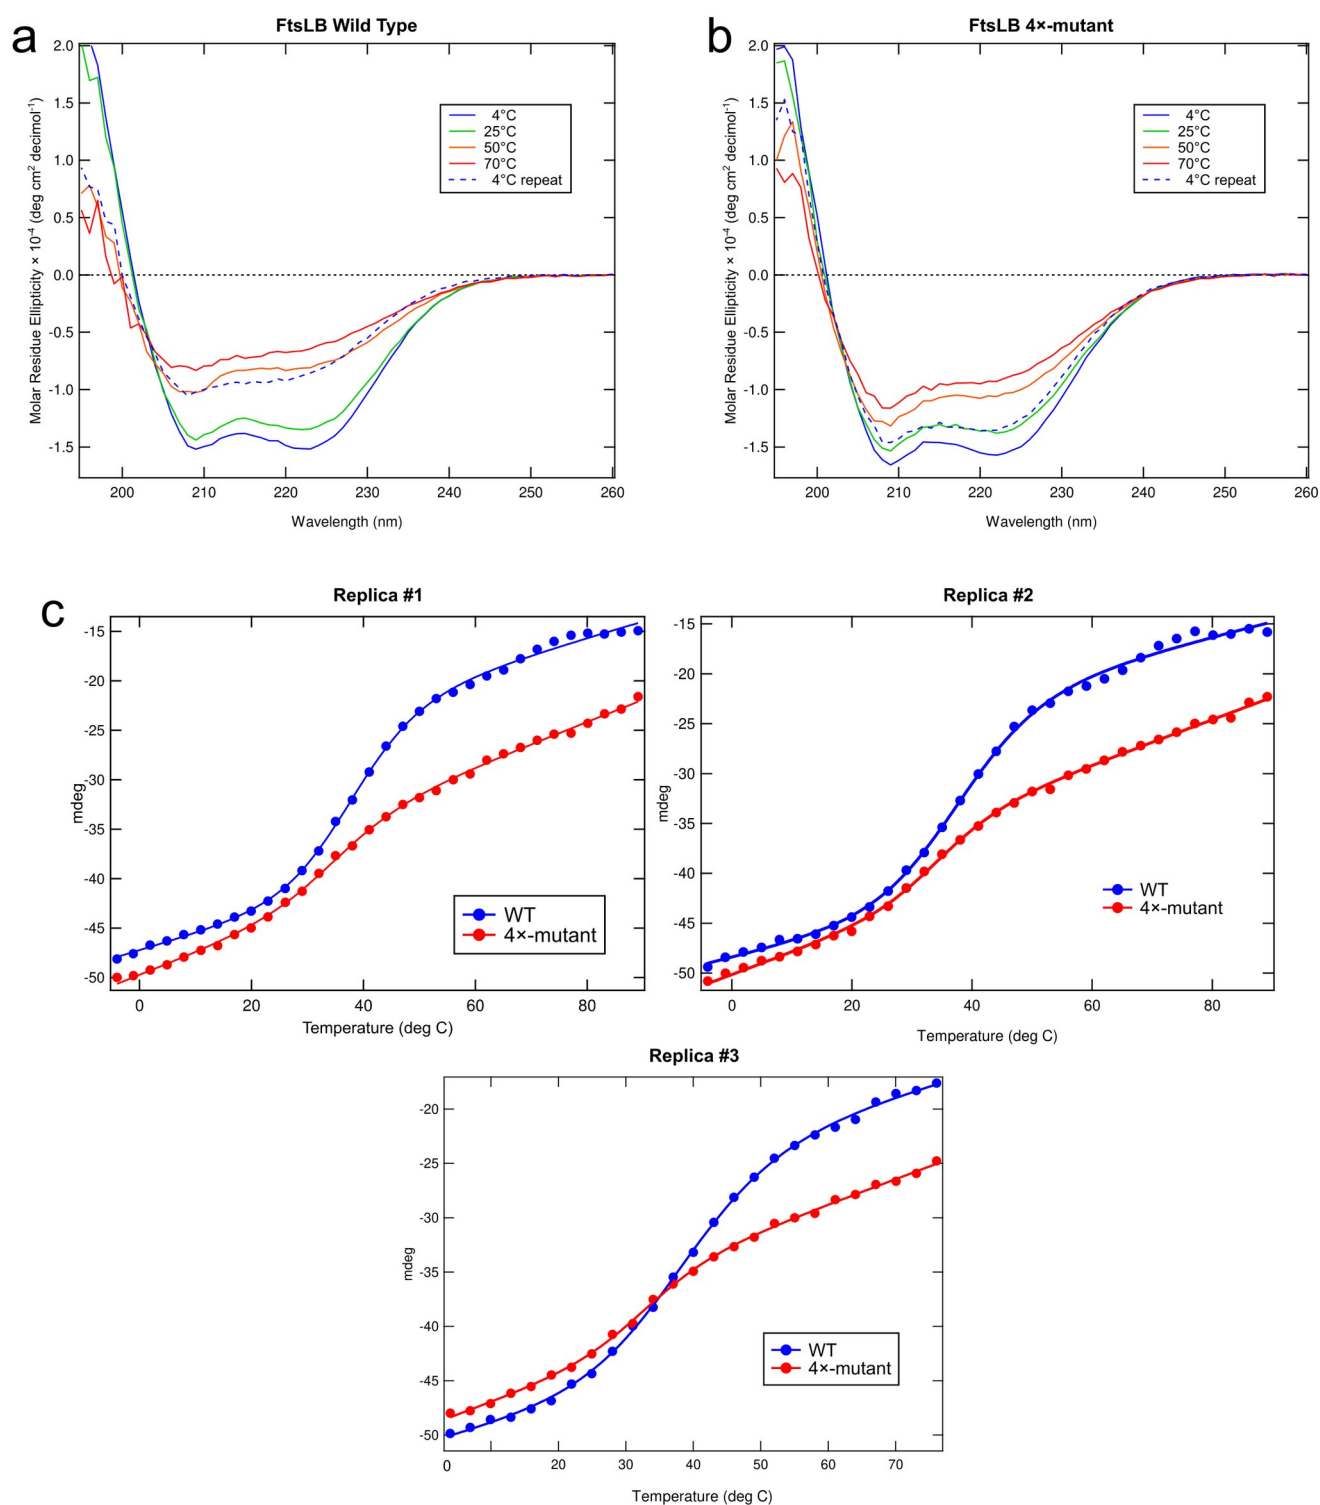 a
FtsLB Wild Type
2.0
1.5
1.0
0.5
0.0
-0.5
-1.0
-1.5
Molar Residue Ellipticity × 10⁻⁴ (deg cm² decimol⁻¹)
4°C
25°C
50°C
70°C
4°C repeat
200 210 220 230 240 250 260
Wavelength (nm)
b
FtsLB 4×-mutant
2.0
1.5
1.0
0.5
0.0
-0.5
-1.0
-1.5
Molar Residue Ellipticity × 10⁻⁴ (deg cm² decimol⁻¹)
4°C
25°C
50°C
70°C
4°C repeat
200 210 220 230 240 250 260
Wavelength (nm)
c
Replica #1
-15
-20
-25
-30
-35
-40
-45
-50
mdeg
WT
4×-mutant
0 20 40 60 80
Temperature (deg C)
Replica #2
-15
-20
-25
-30
-35
-40
-45
-50
mdeg
WT
4×-mutant
0 20 40 60 80
Temperature (deg C)
Replica #3
-20
-25
-30
-35
-40
-45
-50
mdeg
WT
4×-mutant
0 20 30 40 50 60 70
Temperature (deg C)